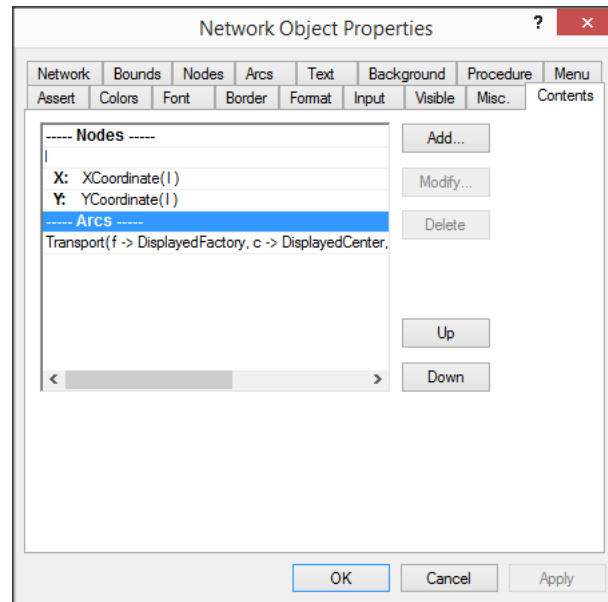 Network Object Properties
?
×
Network Bounds Nodes Arcs Text Background Procedure Menu
Assert Colors Font Border Format Input Visible Misc. Contents
----- Nodes -----
l
X: XCoordinate( l )
Y: YCoordinate( l )
----- Arcs -----
Transport(f -> DisplayedFactory, c -> DisplayedCenter,
Add...
Modify...
Delete
Up
Down
OK Cancel Apply